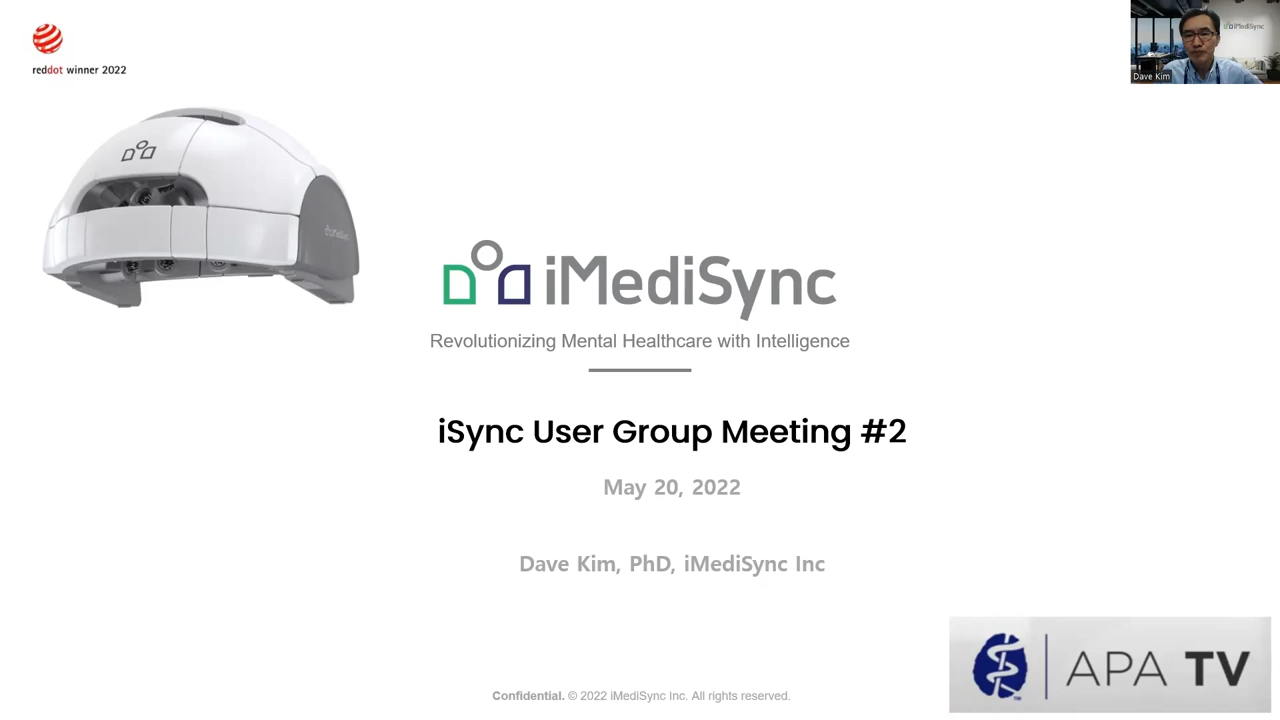 reddot winner 2022
iMediSync
Dave Kim
iMediSync
Revolutionizing Mental Healthcare with Intelligence
iSync User Group Meeting #2
May 20, 2022
Dave Kim, PhD, iMediSync Inc
APA TV
Confidential. © 2022 iMediSync Inc. All rights reserved.